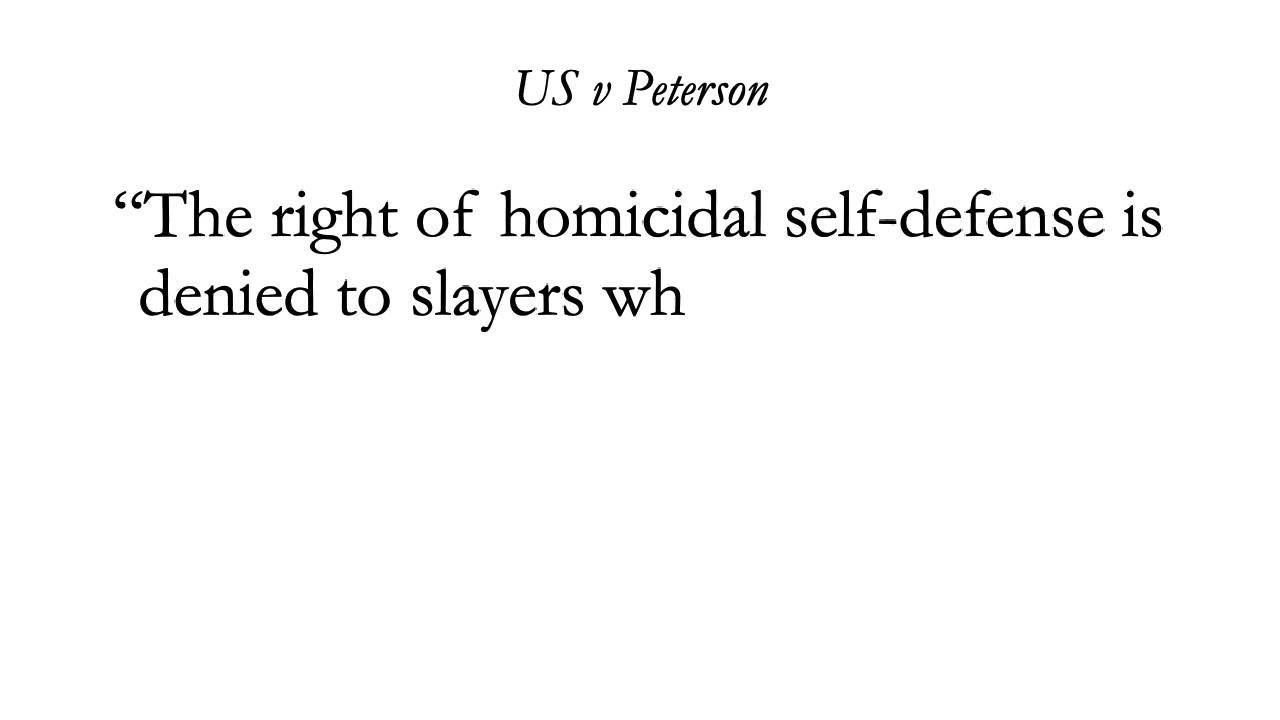 US v Peterson
“The right of homicidal self-defense is
denied to slayers wh